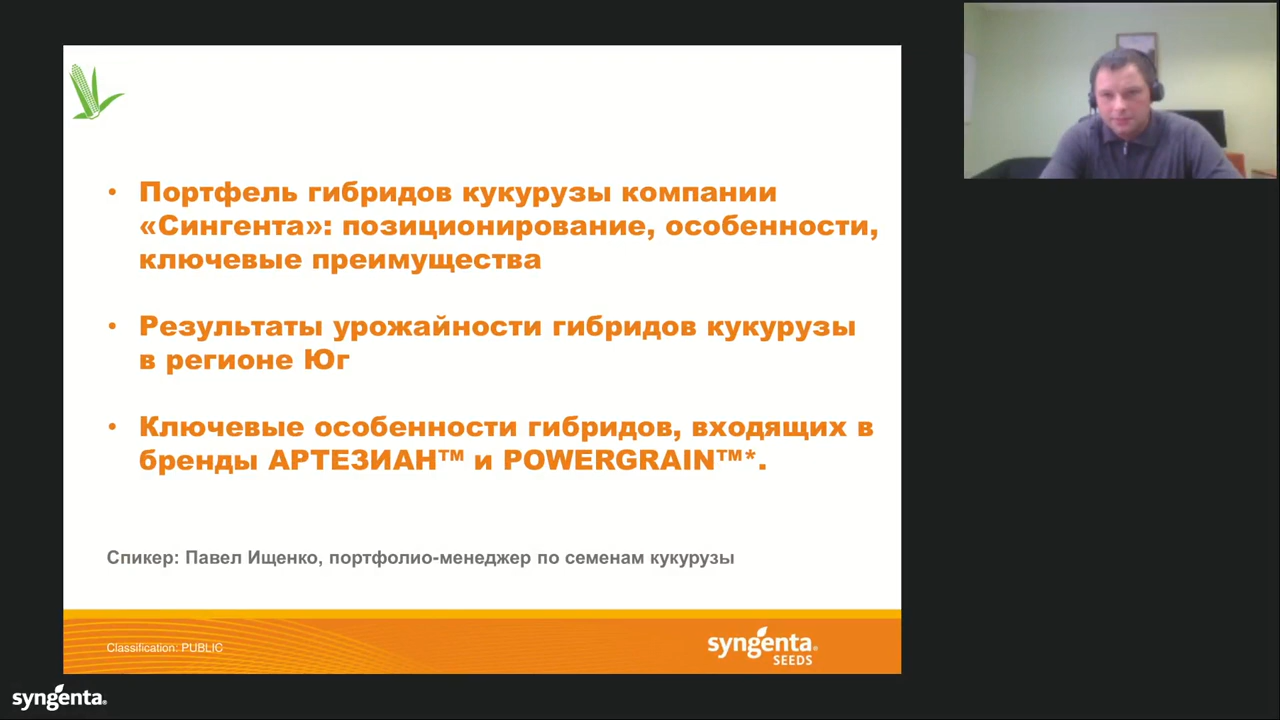 • Портфель гибридов кукурузы компании
«Сингента»: позиционирование, особенности,
ключевые преимущества
• Результаты урожайности гибридов кукурузы
в регионе Юг
• Ключевые особенности гибридов, входящих в
бренды АРТЕЗИАН™ и POWERGRAIN™*.
Спикер: Павел Ищенко, портфолио-менеджер по семенам кукурузы
Classification: PUBLIC
syngenta®
SEEDS
syngenta®